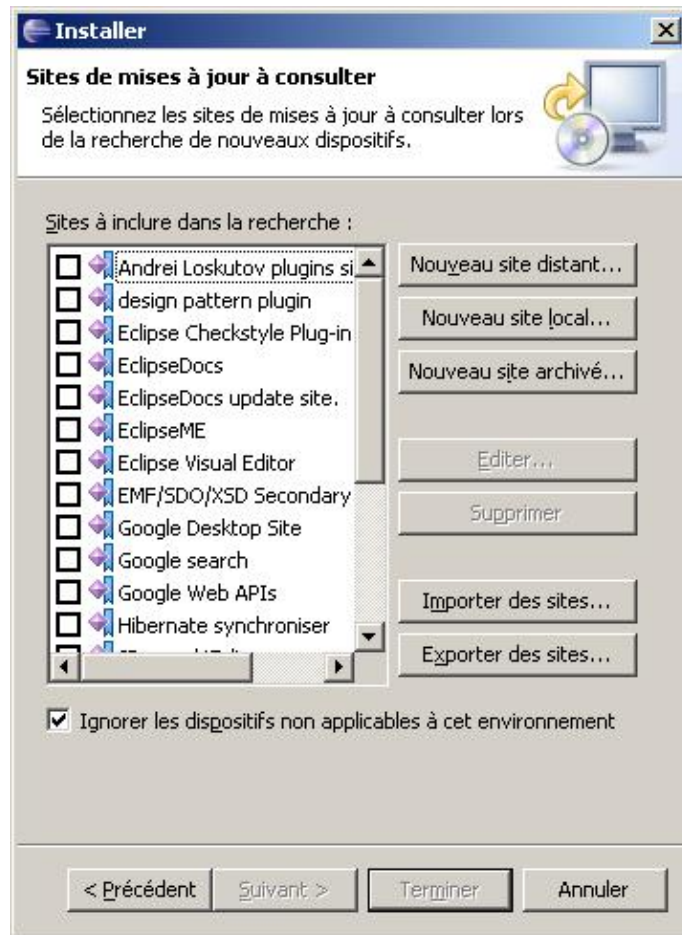 Installer
Sites de mises à jour à consulter
Sélectionnez les sites de mises à jour à consulter lors
de la recherche de nouveaux dispositifs.
Sites à inclure dans la recherche :
Andrei Loskutov plugins si
design pattern plugin
Eclipse Checkstyle Plug-in
EclipseDocs
EclipseDocs update site.
EclipseME
Eclipse Visual Editor
EMF/SDO/XSD Secondary
Google Desktop Site
Google search
Google Web APIs
Hibernate synchroniser
Nouveau site distant...
Nouveau site local...
Nouveau site archivé...
Editer...
Supprimer
Importer des sites...
Exporter des sites...
Ignorer les dispositifs non applicables à cet environnement
< Précédent
Suivant >
Terminer
Annuler